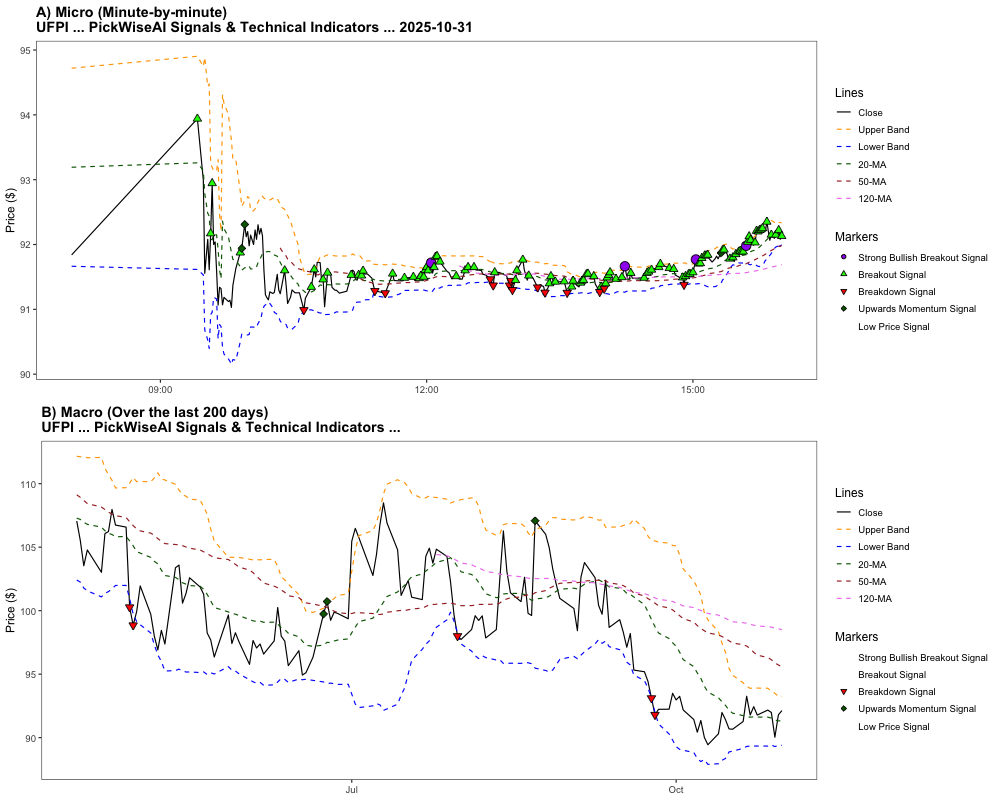 A) Micro (Minute-by-minute)
UFPI ... PickWiseAI Signals & Technical Indicators ... 2025-10-31
Price ($)
95
94
93
92
91
90
09:00
12:00
15:00
Lines
Close
Upper Band
Lower Band
20-MA
50-MA
120-MA
Markers
Strong Bullish Breakout Signal
Breakout Signal
Breakdown Signal
Upwards Momentum Signal
Low Price Signal
B) Macro (Over the last 200 days)
UFPI ... PickWiseAI Signals & Technical Indicators ...
Price ($)
110
105
100
95
90
Jul
Oct
Lines
Close
Upper Band
Lower Band
20-MA
50-MA
120-MA
Markers
Strong Bullish Breakout Signal
Breakout Signal
Breakdown Signal
Upwards Momentum Signal
Low Price Signal